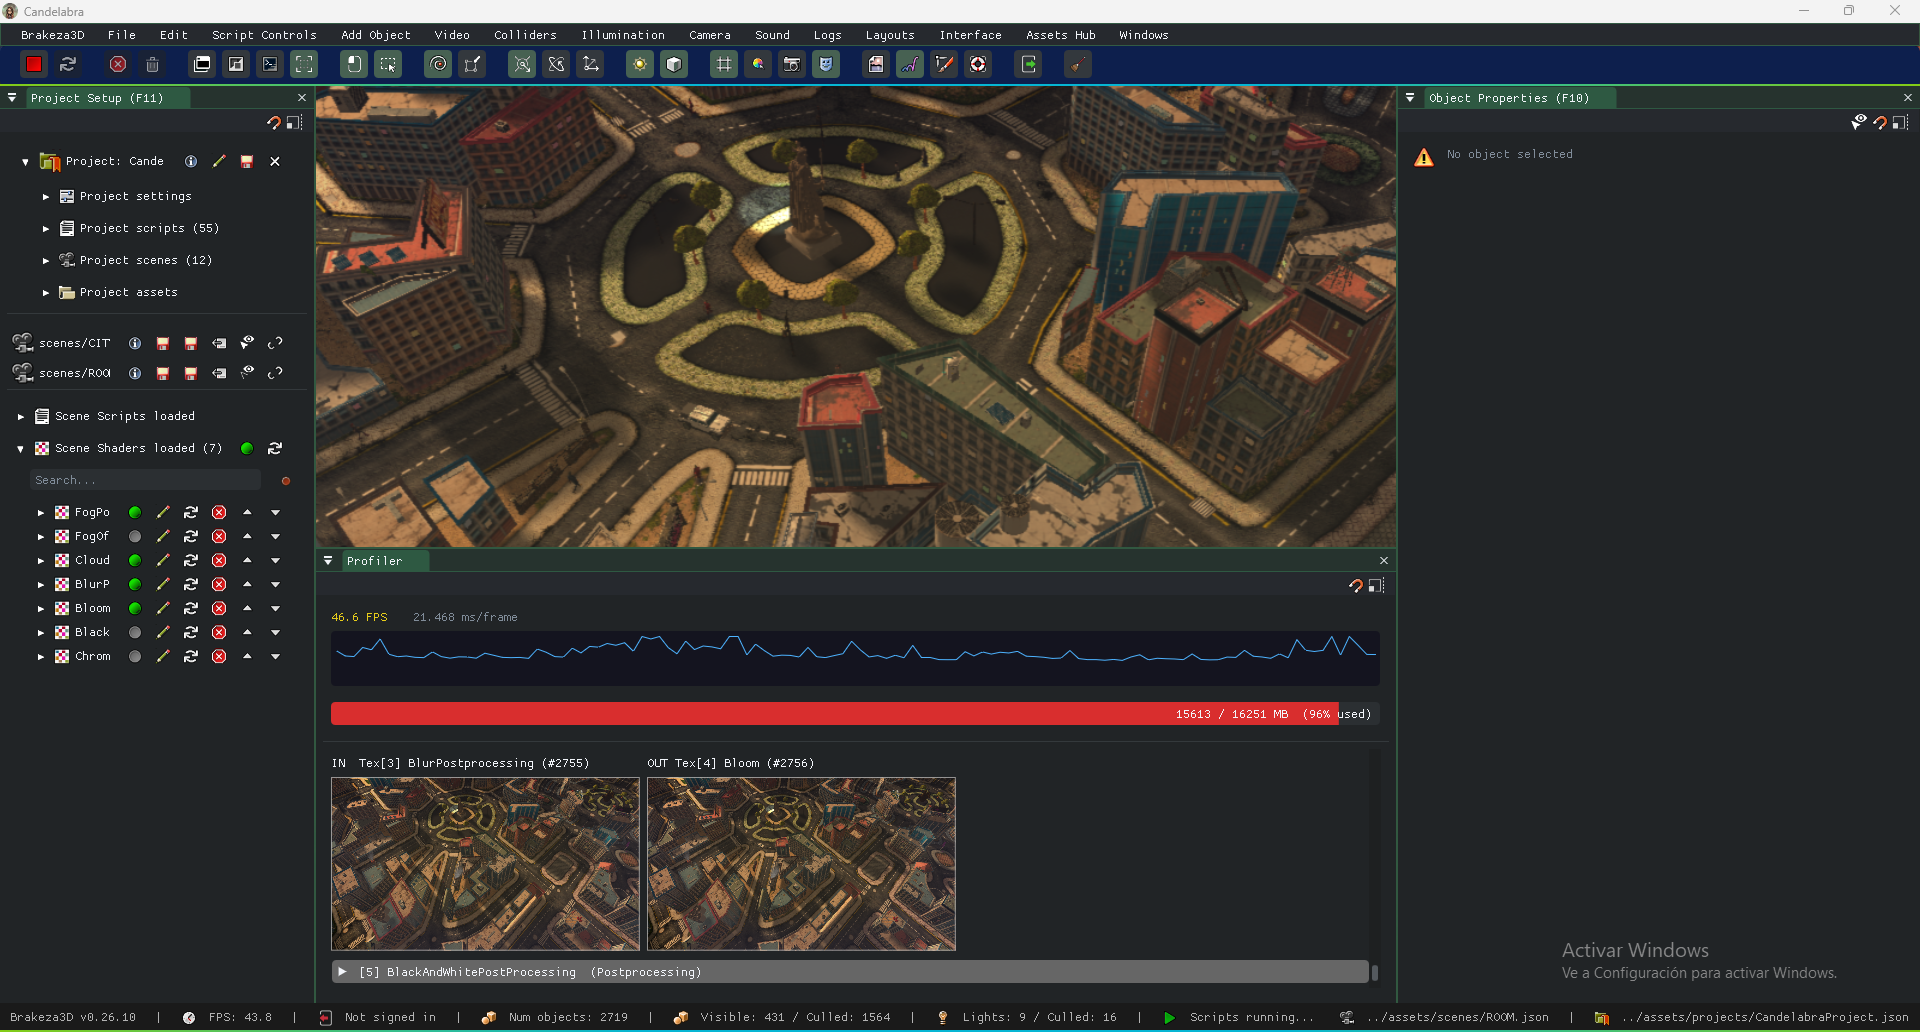 Candelabra
Brakeza3D File Edit Script Controls Add Object Video Colliders Illumination Camera Sound Logs Layouts Interface Assets Hub Windows
Project Setup (F11)
Project: Cande
Project settings
Project scripts (55)
Project scenes (12)
Project assets
scenes/CIT
scenes/ROO
Scene Scripts loaded
Scene Shaders loaded (7)
Search...
FogPo
FogOf
Cloud
BlurP
Bloom
Black
Chrom
Profiler
46.6 FPS 21.468 ms/frame
15613 / 16251 MB (96% used)
IN Tex[3] BlurPostprocessing (#2755) OUT Tex[4] Bloom (#2756)
[5] BlackAndWhitePostProcessing (Postprocessing)
Object Properties (F10)
No object selected
Activar Windows
Ve a Configuración para activar Windows.
Brakeza3D v0.26.10 | FPS: 43.8 | Not signed in | Num objects: 2719 | Visible: 431 / Culled: 1564 | Lights: 9 / Culled: 16 | Scripts running... ../assets/scenes/ROOM.json | ../assets/projects/CandelabraProject.json